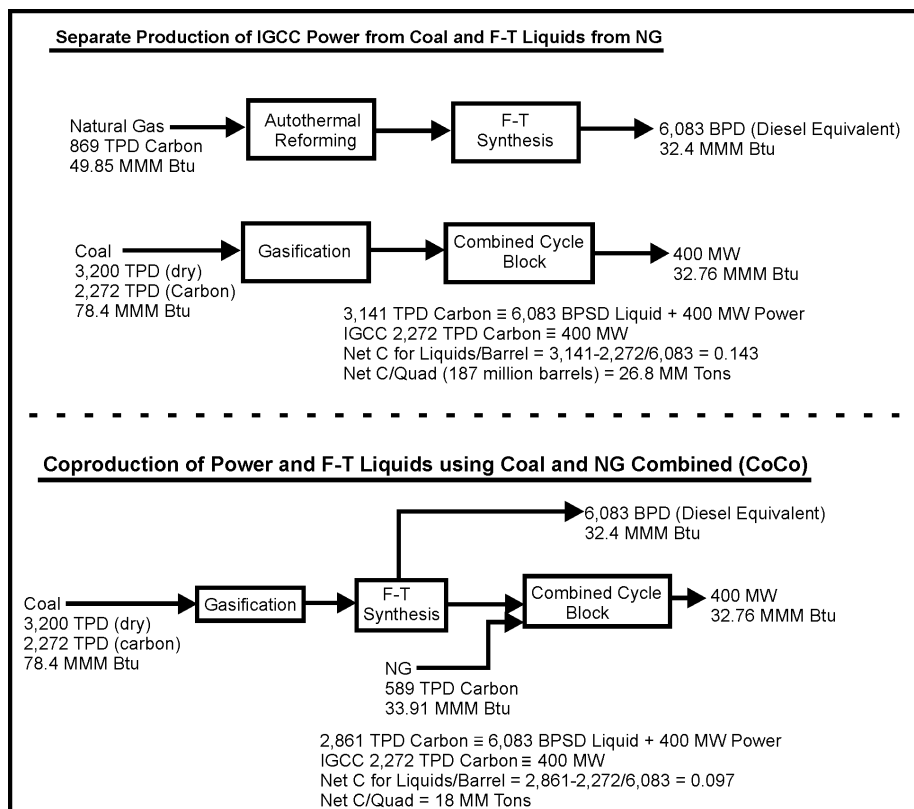 Separate Production of IGCC Power from Coal and F-T Liquids from NG
Natural Gas
869 TPD Carbon
49.85 MMM Btu
Autothermal
Reforming
F-T
Synthesis
6,083 BPD (Diesel Equivalent)
32.4 MMM Btu
Coal
3,200 TPD (dry)
2,272 TPD (Carbon)
78.4 MMM Btu
Gasification
Combined Cycle
Block
400 MW
32.76 MMM Btu
3,141 TPD Carbon ≡ 6,083 BPSD Liquid + 400 MW Power
IGCC 2,272 TPD Carbon ≡ 400 MW
Net C for Liquids/Barrel = 3,141-2,272/6,083 = 0.143
Net C/Quad (187 million barrels) = 26.8 MM Tons
Coproduction of Power and F-T Liquids using Coal and NG Combined (CoCo)
6,083 BPD (Diesel Equivalent)
32.4 MMM Btu
Coal
3,200 TPD (dry)
2,272 TPD (carbon)
78.4 MMM Btu
Gasification
F-T
Synthesis
Combined Cycle
Block
400 MW
32.76 MMM Btu
NG
589 TPD Carbon
33.91 MMM Btu
2,861 TPD Carbon ≡ 6,083 BPSD Liquid + 400 MW Power
IGCC 2,272 TPD Carbon ≡ 400 MW
Net C for Liquids/Barrel = 2,861-2,272/6,083 = 0.097
Net C/Quad = 18 MM Tons